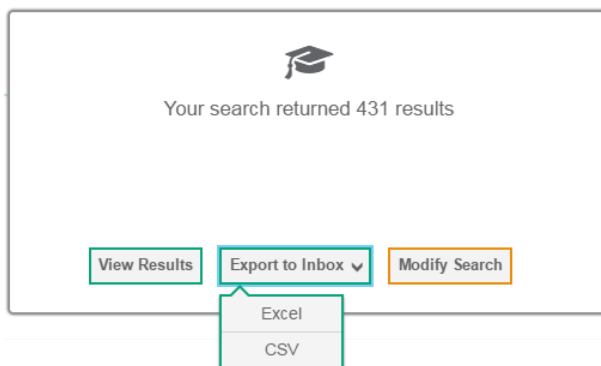 Your search returned 431 results
View Results
Export to Inbox
Modify Search
Excel
CSV